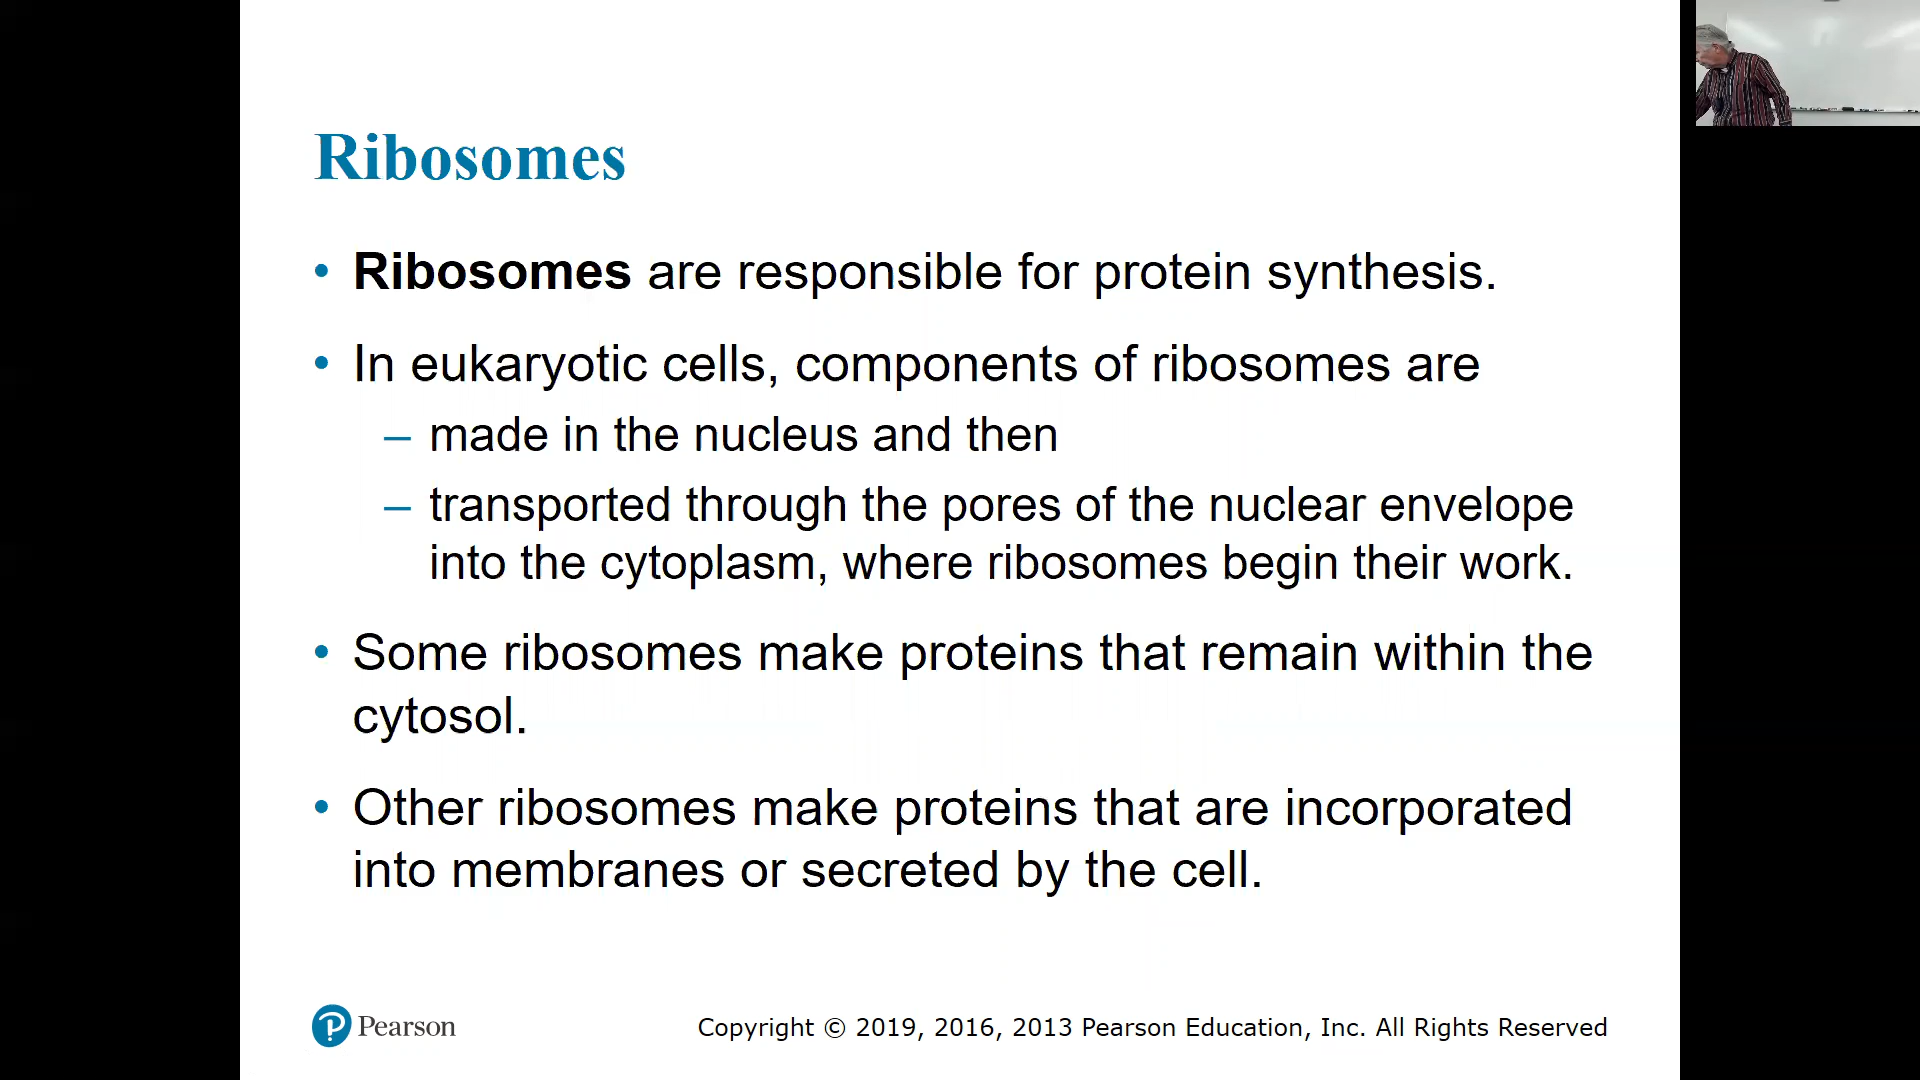 Ribosomes
• Ribosomes are responsible for protein synthesis.
• In eukaryotic cells, components of ribosomes are
– made in the nucleus and then
– transported through the pores of the nuclear envelope
into the cytoplasm, where ribosomes begin their work.
• Some ribosomes make proteins that remain within the
cytosol.
• Other ribosomes make proteins that are incorporated
into membranes or secreted by the cell.
Pearson
Copyright © 2019, 2016, 2013 Pearson Education, Inc. All Rights Reserved